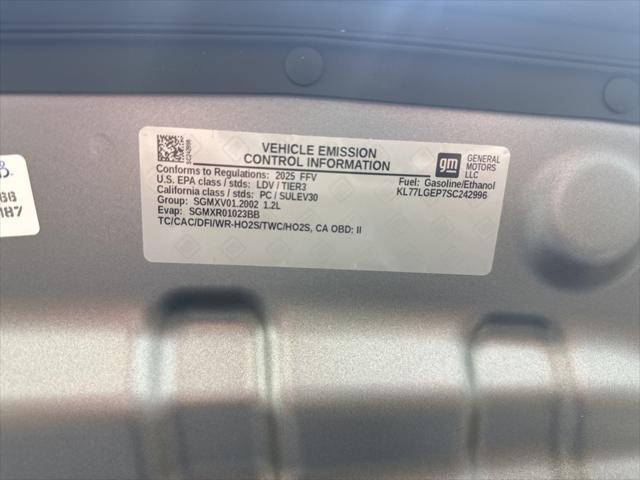 VEHICLE EMISSION
CONTROL INFORMATION
Conforms to Regulations: 2025 FFV
U.S. EPA class / stds: LDV / TIER3
California class / stds: PC / SULEV30
Group: SGMXV01.2002 1.2L
Evap: SGMXR01023BB
TC/CAC/DFI/WR-HO2S/TWC/HO2S, CA OBD: II
SC242996
gm
GENERAL
MOTORS
LLC
Fuel: Gasoline/Ethanol
KL77LGEP7SC242996